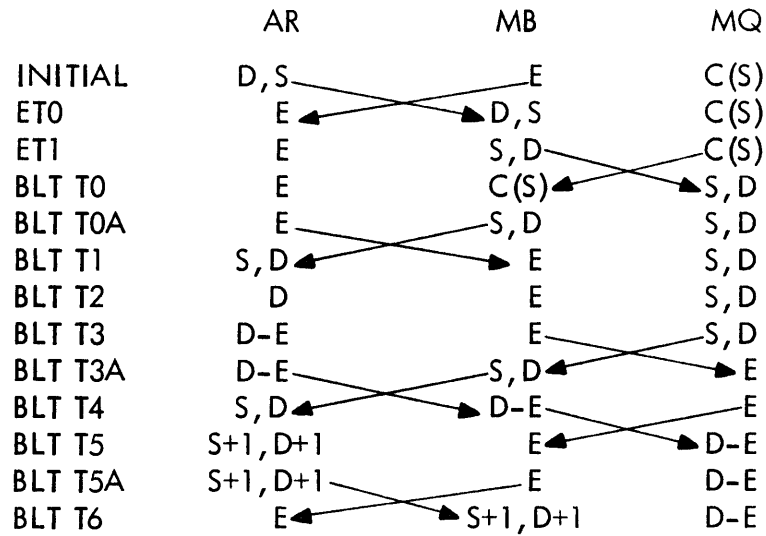 AR MB MQ
INITIAL D,S E C(S)
ET0 E D,S C(S)
ET1 E S,D C(S)
BLT T0 E C(S) S,D
BLT T0A E S,D S,D
BLT T1 S,D E S,D
BLT T2 D E S,D
BLT T3 D-E E S,D
BLT T3A D-E S,D E
BLT T4 S,D D-E E
BLT T5 S+1,D+1 E D-E
BLT T5A S+1,D+1 E D-E
BLT T6 E S+1,D+1 D-E